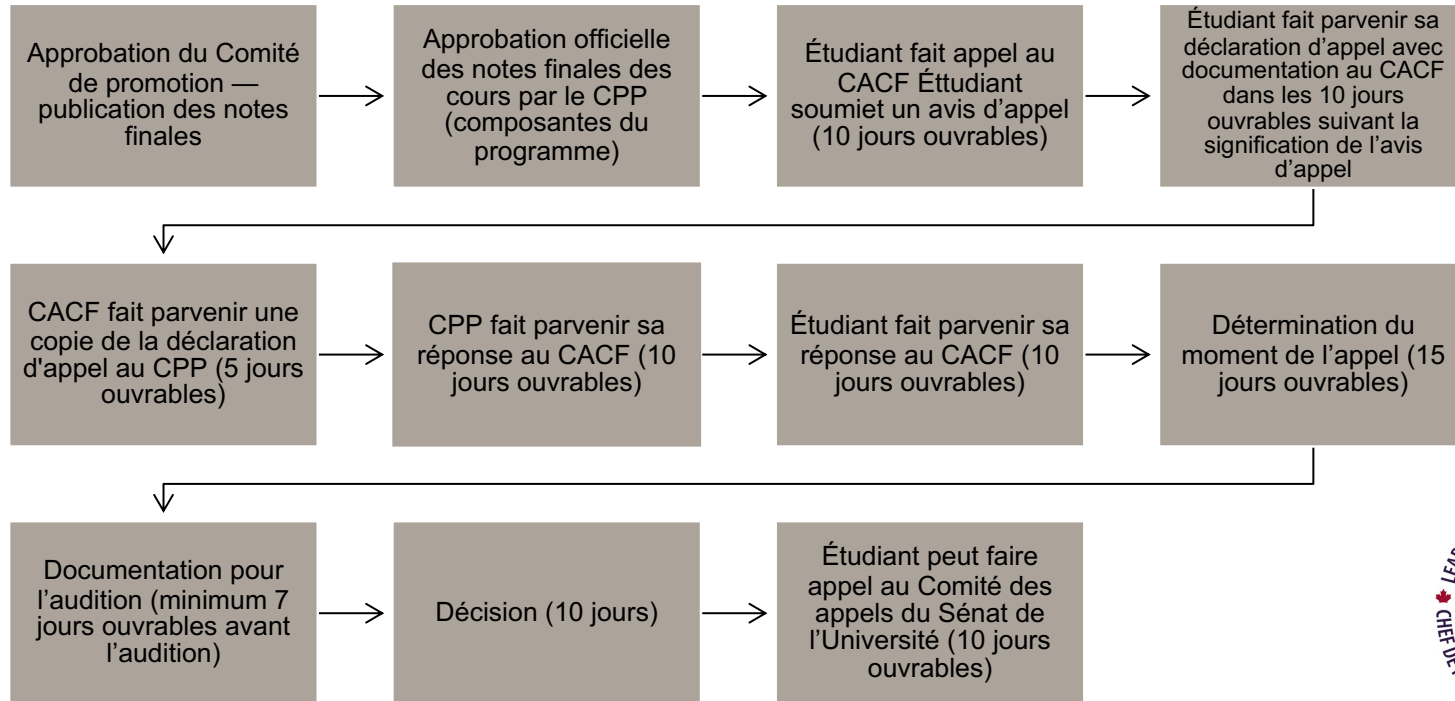 Approbation du Comité
de promotion —
publication des notes
finales
Approbation officielle
des notes finales des
cours par le CPP
(composantes du
programme)
Étudiant fait appel au
CACF Éttudiant
soumiet un avis d’appel
(10 jours ouvrables)
Étudiant fait parvenir sa
déclaration d’appel avec
documentation au CACF
dans les 10 jours
ouvrables suivant la
signification de l’avis
d’appel
CACF fait parvenir une
copie de la déclaration
d'appel au CPP (5 jours
ouvrables)
CPP fait parvenir sa
réponse au CACF (10
jours ouvrables)
Étudiant fait parvenir sa
réponse au CACF (10
jours ouvrables)
Détermination du
moment de l’appel (15
jours ouvrables)
Documentation pour
l’audition (minimum 7
jours ouvrables avant
l’audition)
Décision (10 jours)
Étudiant peut faire
appel au Comité des
appels du Sénat de
l’Université (10 jours
ouvrables)
CHEF DE